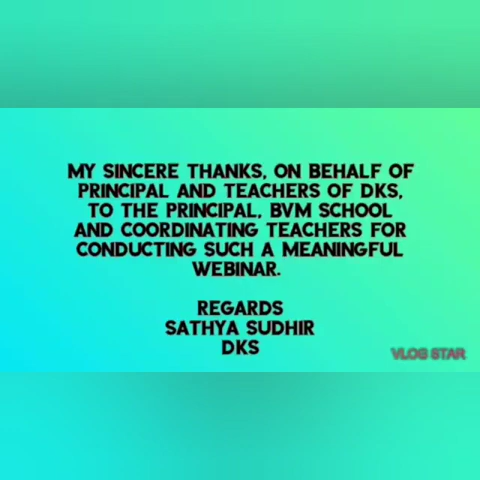 MY SINCERE THANKS, ON BEHALF OF
PRINCIPAL AND TEACHERS OF DKS,
TO THE PRINCIPAL, BVM SCHOOL
AND COORDINATING TEACHERS FOR
CONDUCTING SUCH A MEANINGFUL
WEBINAR.
REGARDS
SATHYA SUDHIR
DKS
VLOG STAR